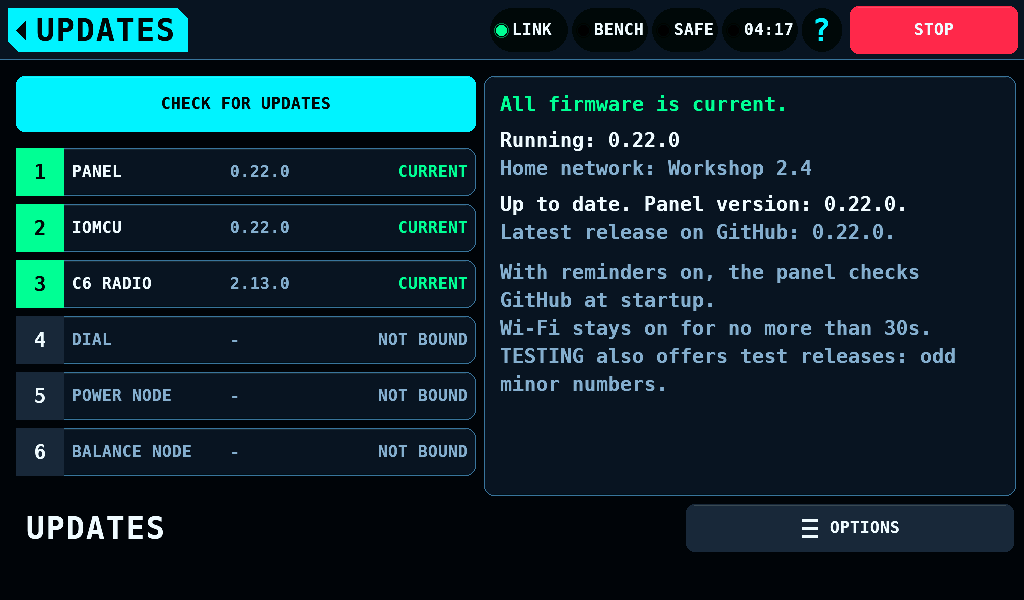 UPDATES
LINK
BENCH
SAFE
04:17
?
STOP
CHECK FOR UPDATES
1 PANEL 0.22.0 CURRENT
2 IOMCU 0.22.0 CURRENT
3 C6 RADIO 2.13.0 CURRENT
4 DIAL - NOT BOUND
5 POWER NODE - NOT BOUND
6 BALANCE NODE - NOT BOUND
All firmware is current.
Running: 0.22.0
Home network: Workshop 2.4
Up to date. Panel version: 0.22.0.
Latest release on GitHub: 0.22.0.
With reminders on, the panel checks
GitHub at startup.
Wi-Fi stays on for no more than 30s.
TESTING also offers test releases: odd
minor numbers.
UPDATES
OPTIONS